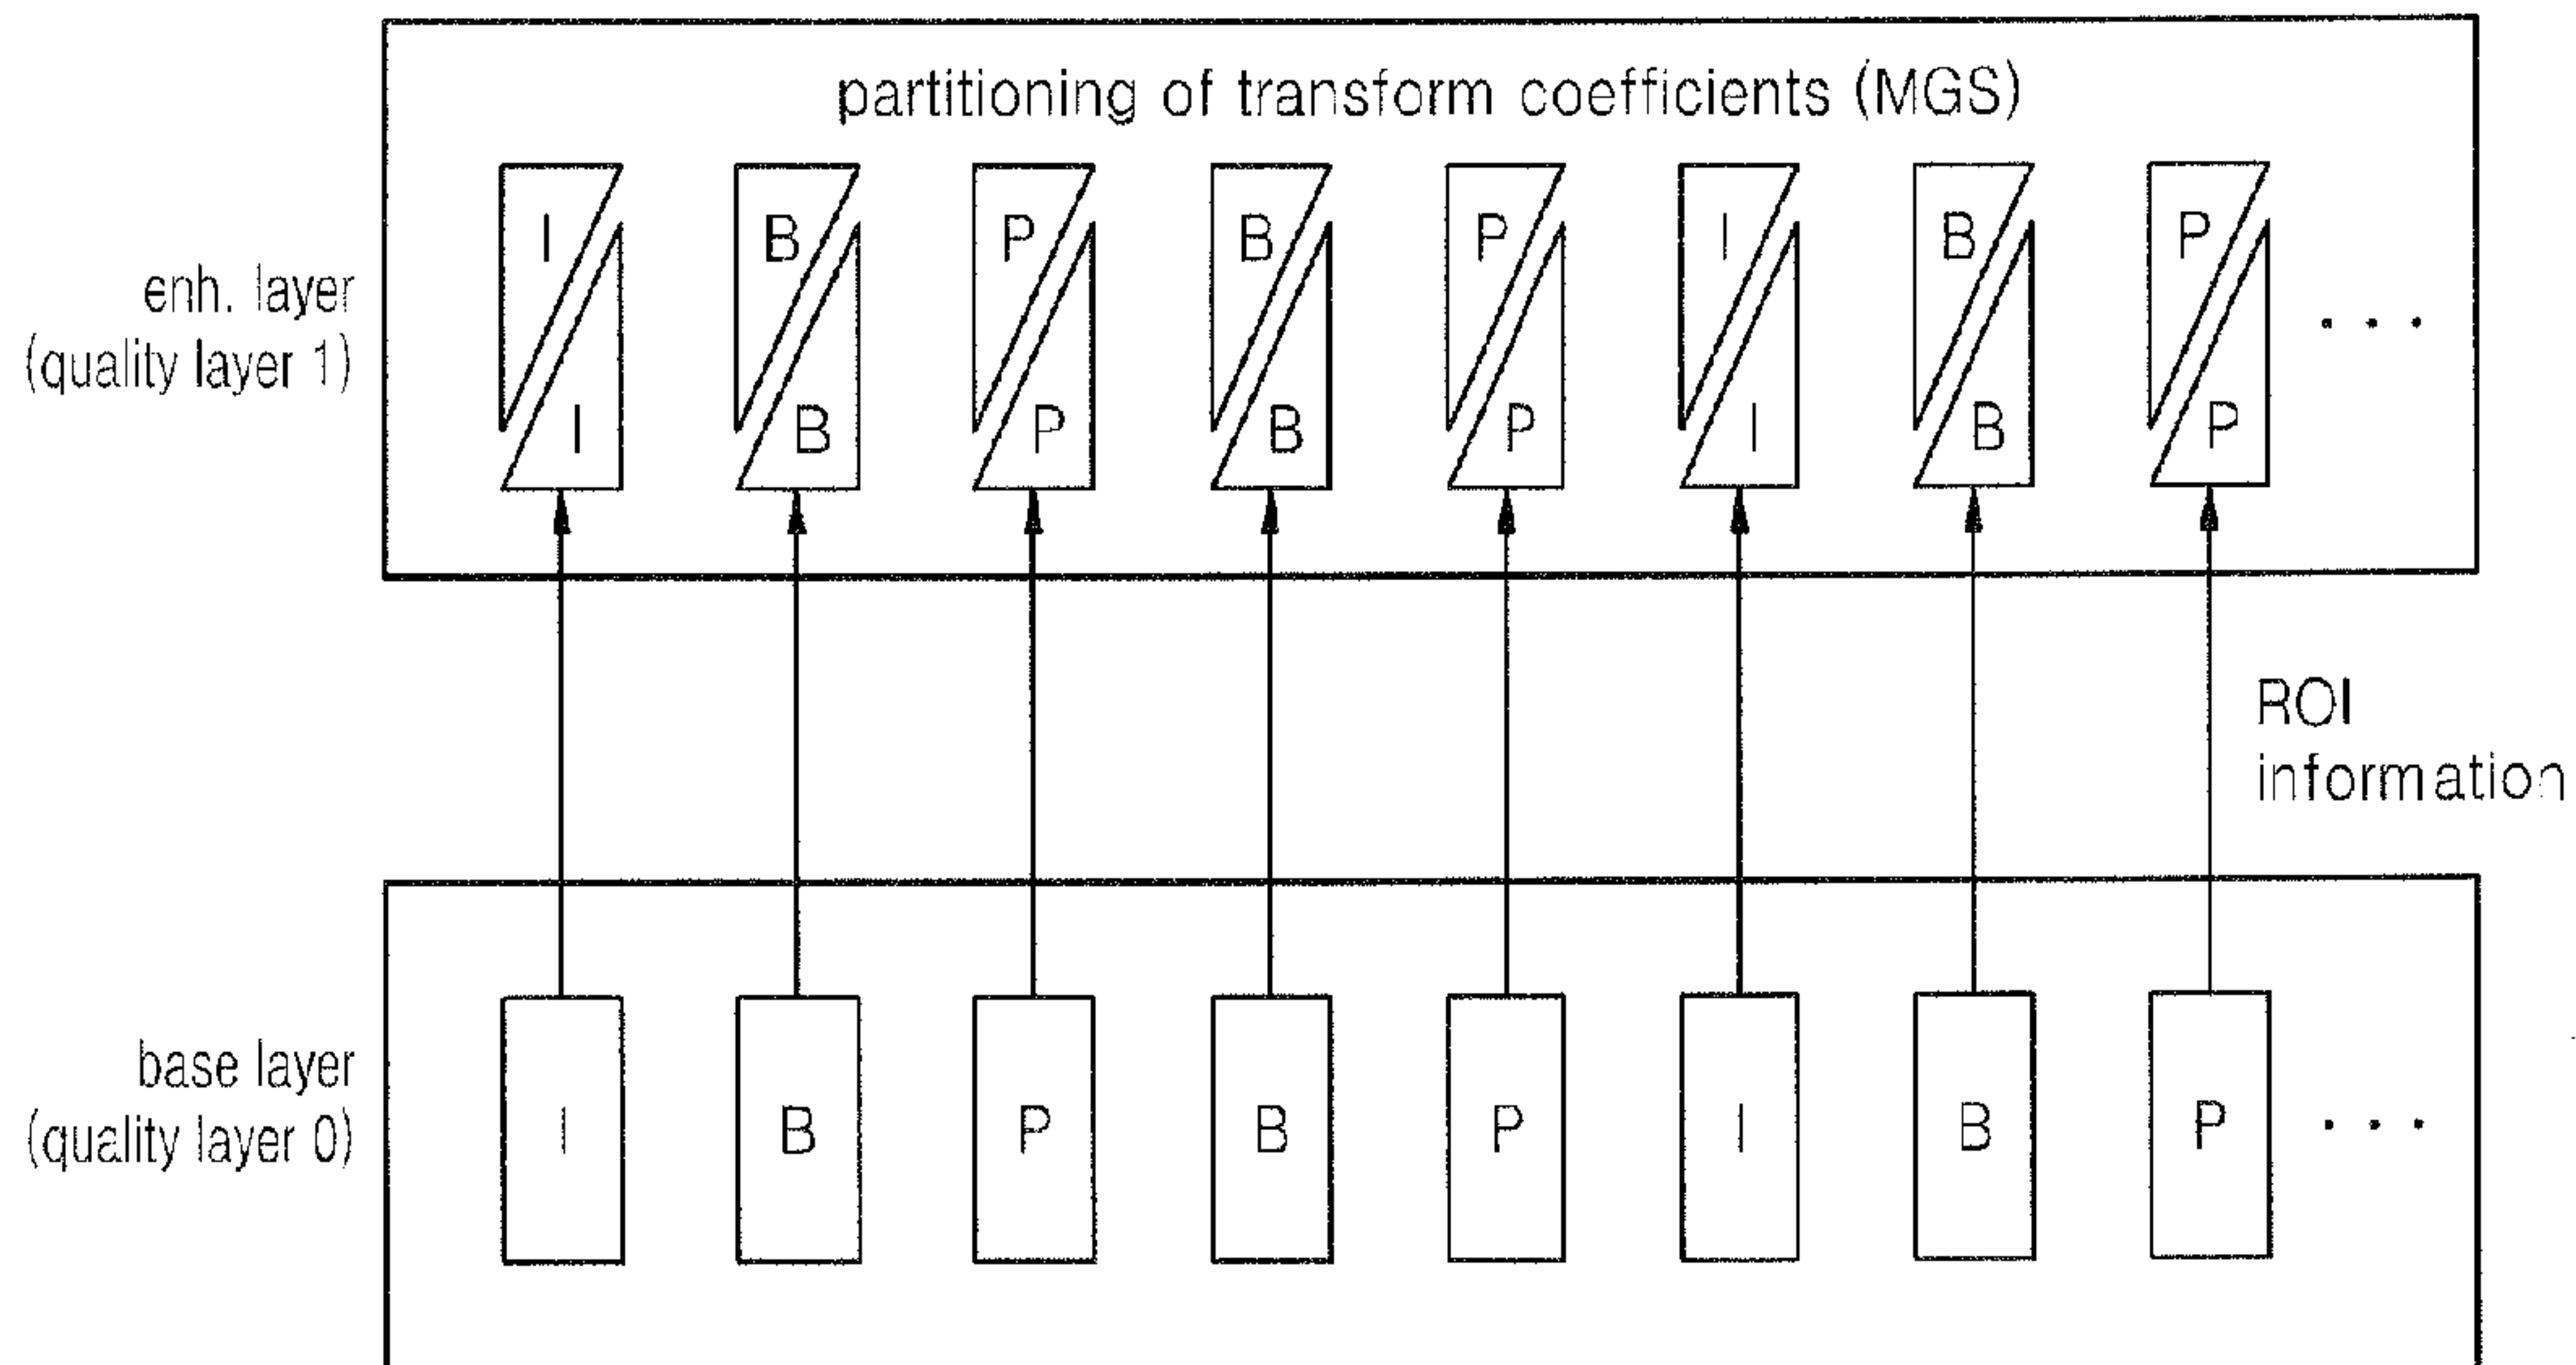 partitioning of transform coefficients (MGS)
I B P B P I B P ...
enh. layer
(quality layer 1)
I B P B P I B P
ROI
information
base layer
(quality layer 0)
I B P B P I B P ...